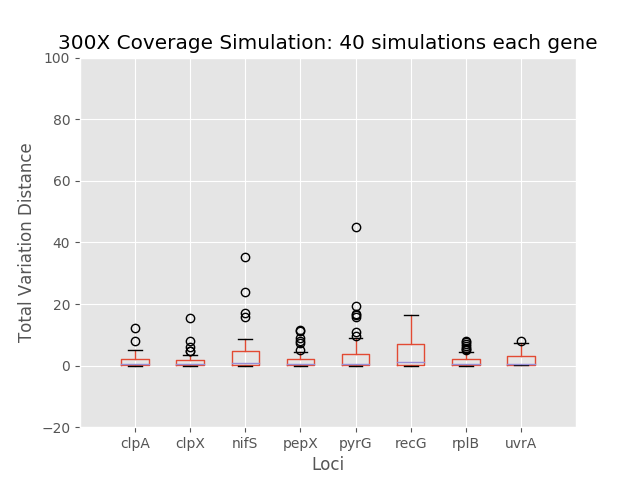 300X Coverage Simulation: 40 simulations each gene
100
80
60
40
20
0
−20
Total Variation Distance
clpA clpX nifS pepX pyrG recG rplB uvrA
Loci